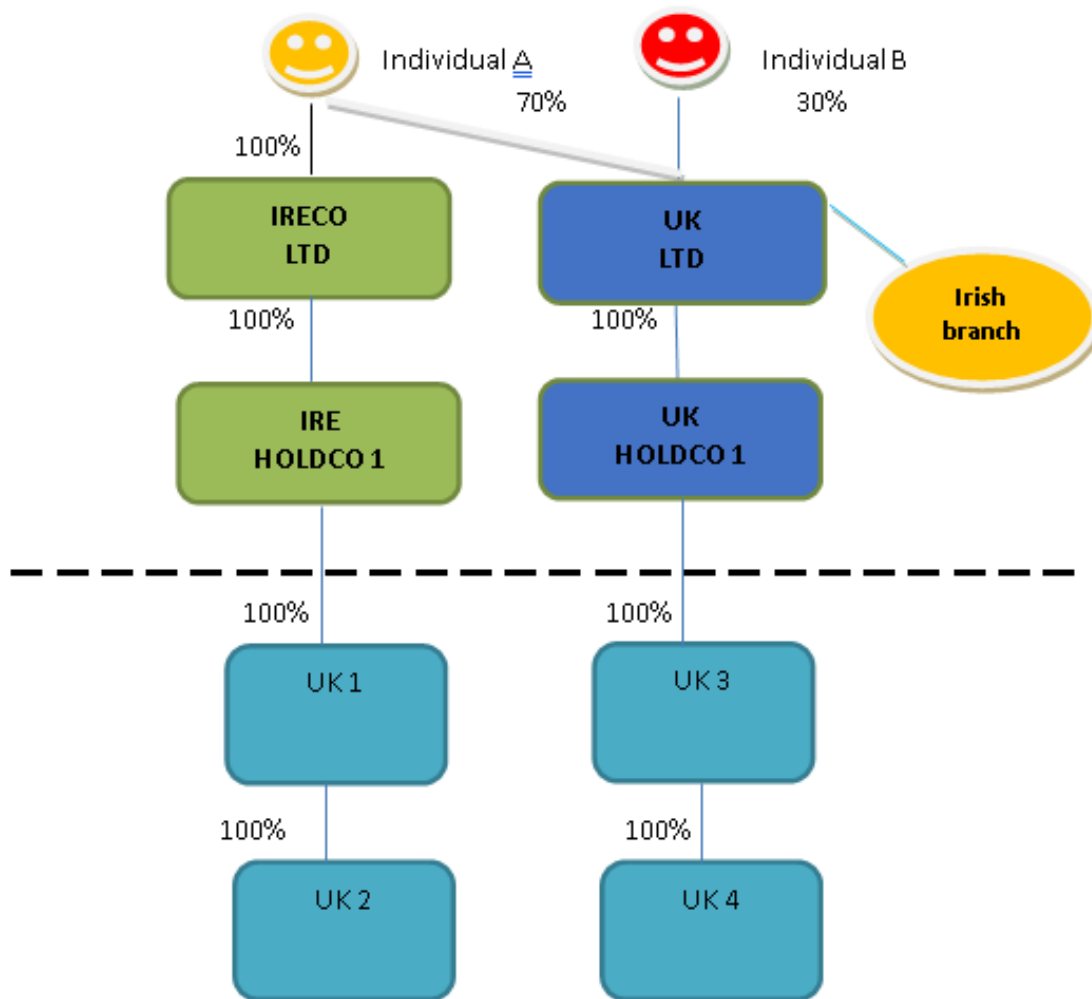 Individual A
Individual B
70%
30%
100%
IRECO
LTD
UK
LTD
Irish
branch
100%
100%
IRE
HOLDCO 1
UK
HOLDCO 1
100%
100%
UK 1
UK 3
100%
100%
UK 2
UK 4